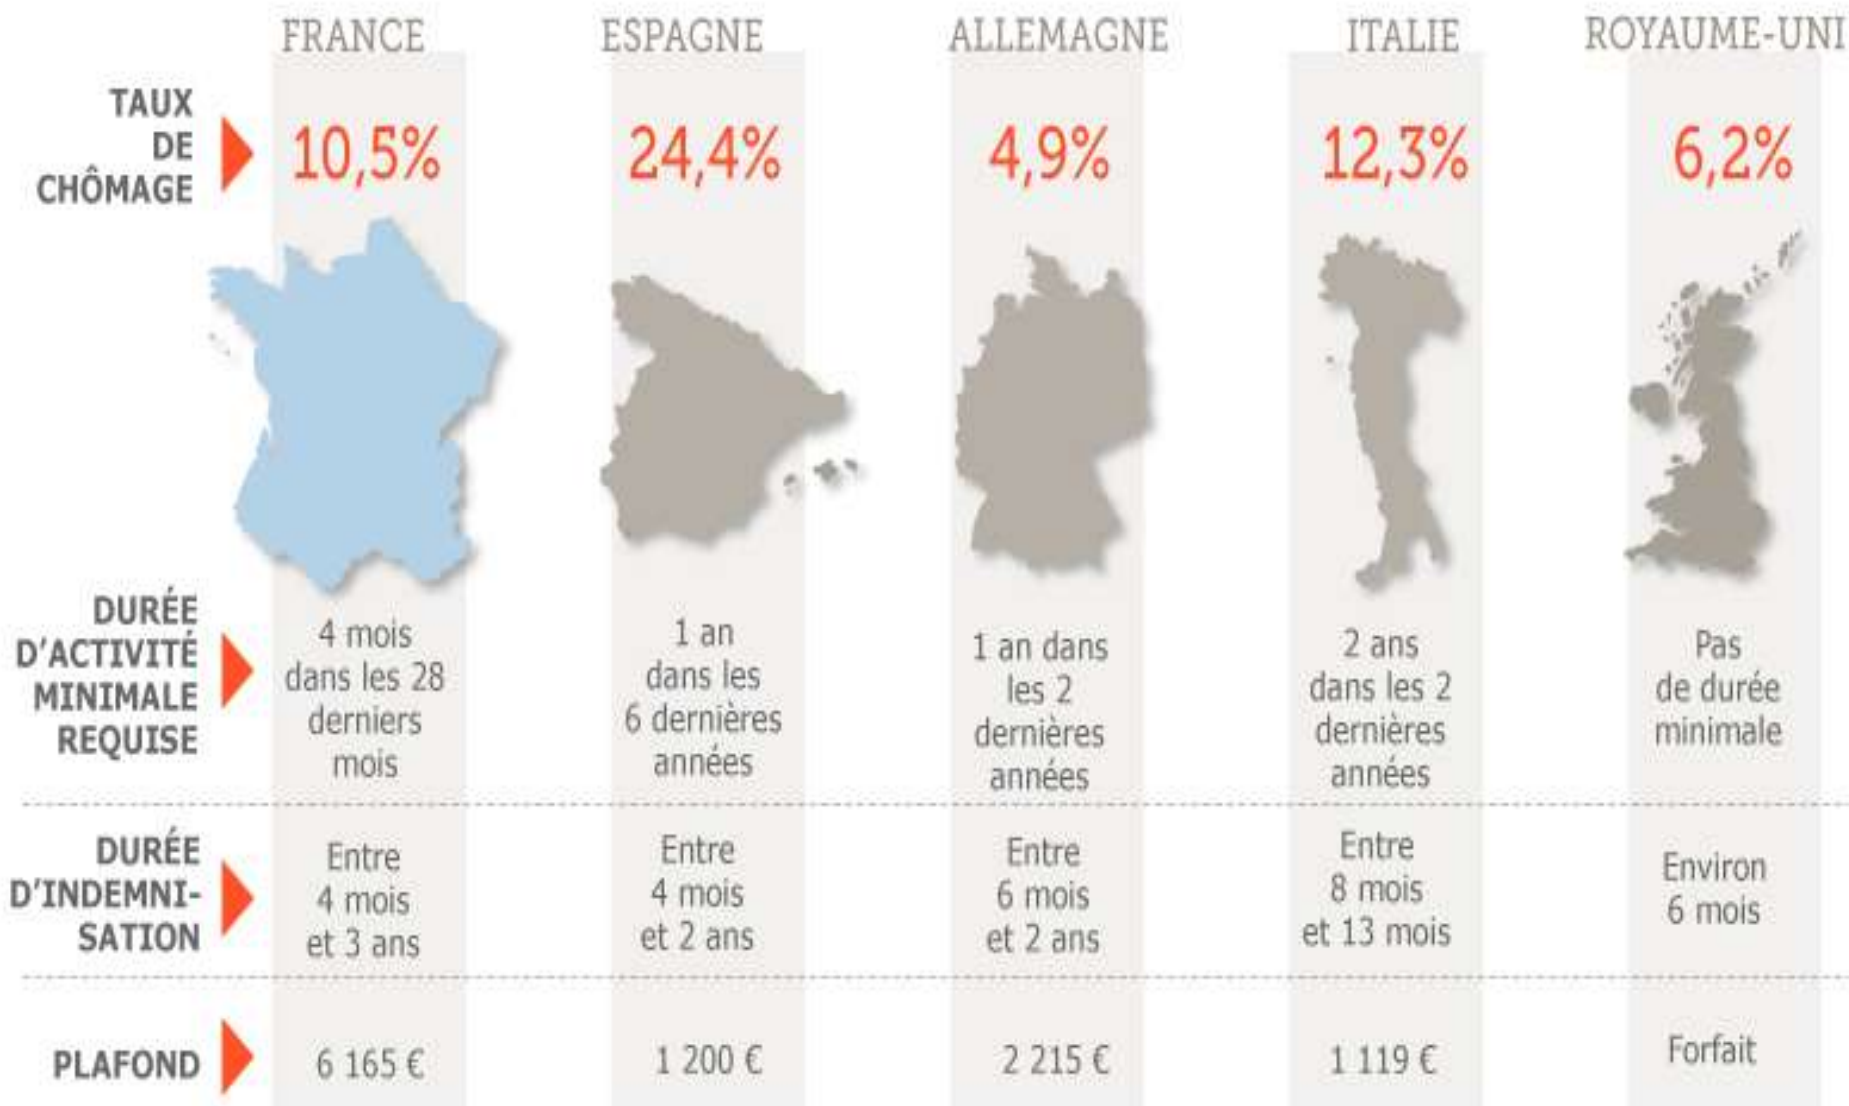 FRANCE
ESPAGNE
ALLEMAGNE
ITALIE
ROYAUME-UNI
TAUX
DE
CHÔMAGE
10,5%
24,4%
4,9%
12,3%
6,2%
DURÉE
D'ACTIVITÉ
MINIMALE
REQUISE
4 mois
dans les 28
derniers
mois
1 an
dans les
6 dernières
années
1 an dans
les 2
dernières
années
2 ans
dans les 2
dernières
années
Pas
de durée
minimale
DURÉE
D'INDEMNI-
SATION
Entre
4 mois
et 3 ans
Entre
4 mois
et 2 ans
Entre
6 mois
et 2 ans
Entre
8 mois
et 13 mois
Environ
6 mois
PLAFOND
6 165 €
1 200 €
2 215 €
1 119 €
Forfait